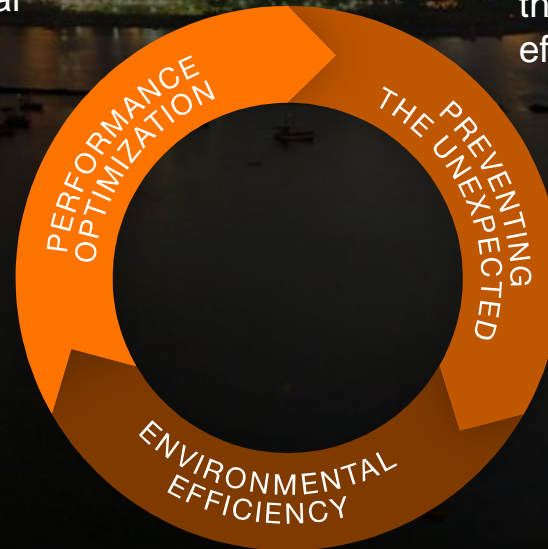 PERFORMANCE
OPTIMIZATION
PREVENTING
THE UNEXPECTED
ENVIRONMENTAL
EFFICIENCY